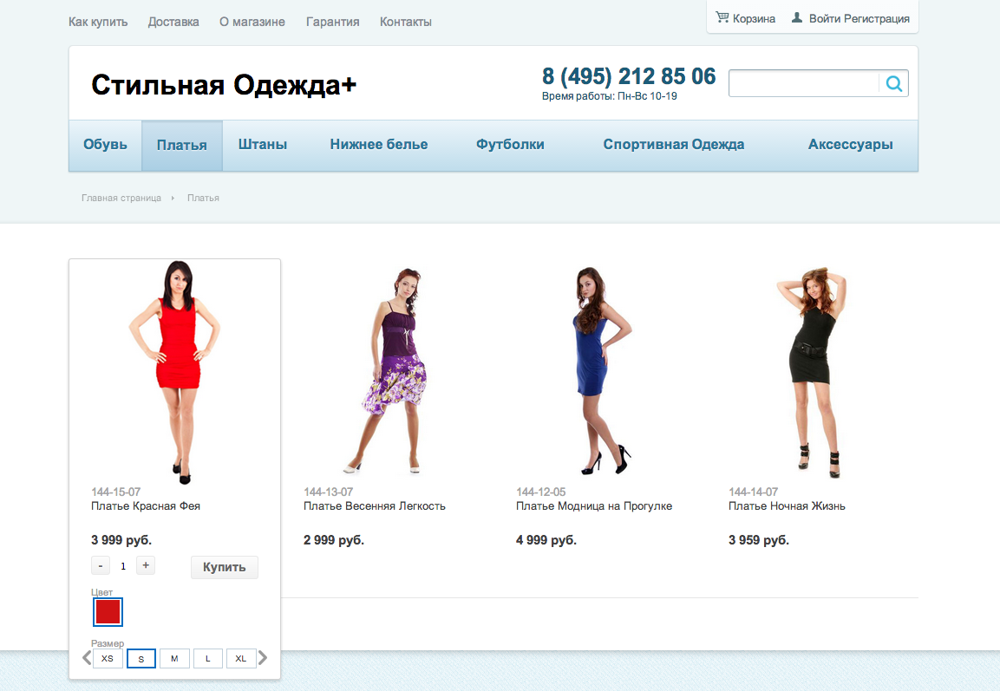 Как купить Доставка О магазине Гарантия Контакты
Корзина Войти Регистрация
Стильная Одежда+
8 (495) 212 85 06
Время работы: Пн-Вс 10-19
Обувь Платья Штаны Нижнее белье Футболки Спортивная Одежда Аксессуары
Главная страница Платья
144-15-07
Платье Красная Фея
3 999 руб.
- 1 + Купить
Цвет
Размер
XS S M L XL
144-13-07
Платье Весенняя Легкость
2 999 руб.
144-12-05
Платье Модница на Прогулке
4 999 руб.
144-14-07
Платье Ночная Жизнь
3 959 руб.